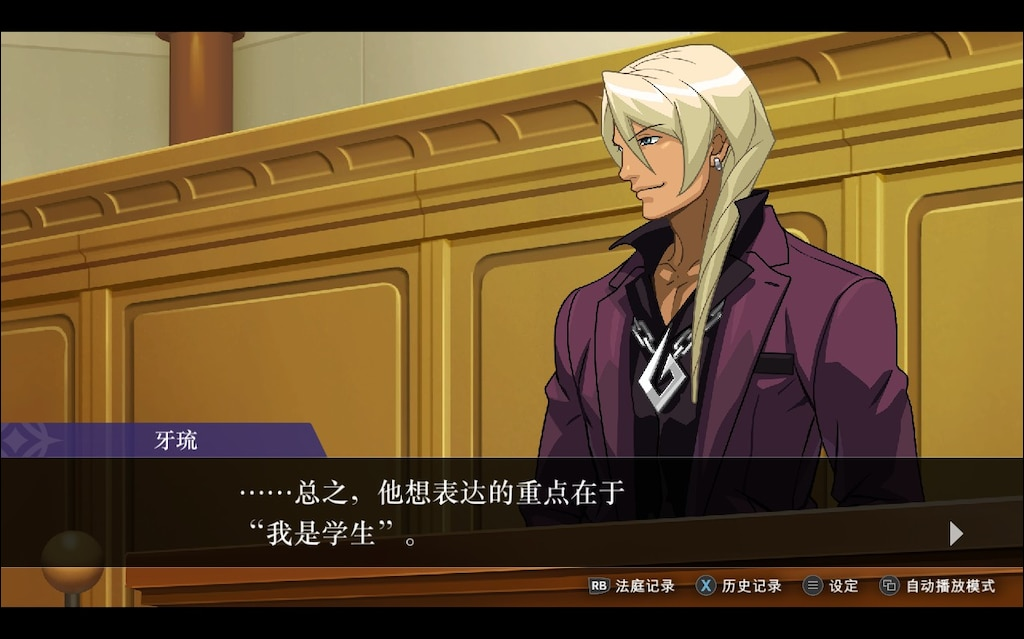 牙琉
……总之，他想表达的重点在于
“我是学生”。
RB 法庭记录 X 历史记录 设定 自动播放模式